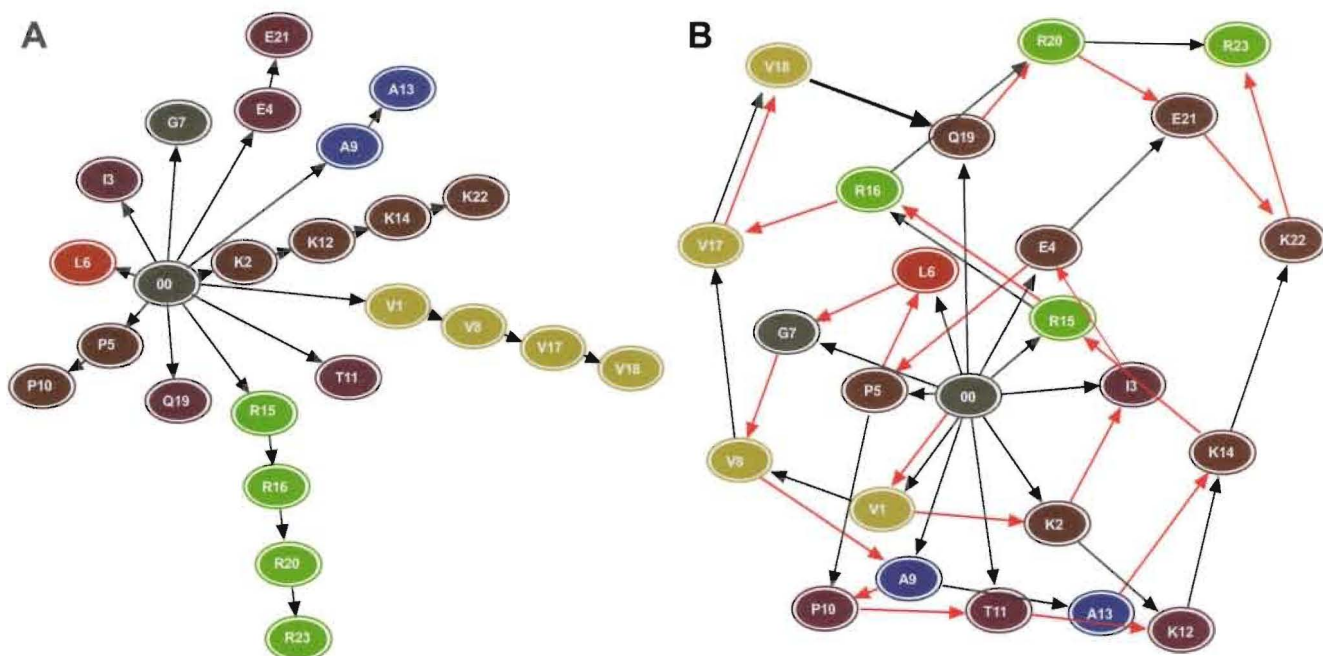 A
E21
A13
G7
E4
A9
I3
K22
K14
K12
L6
K2
00
V1
P5
V8
V17
V18
P10
Q19
T11
R15
R16
R20
R23
B
R20
R23
V18
E21
Q19
R16
V17
E4
K22
L6
R15
G7
P5
00
I3
V8
K14
V1
K2
A9
P10
T11
A13
K12